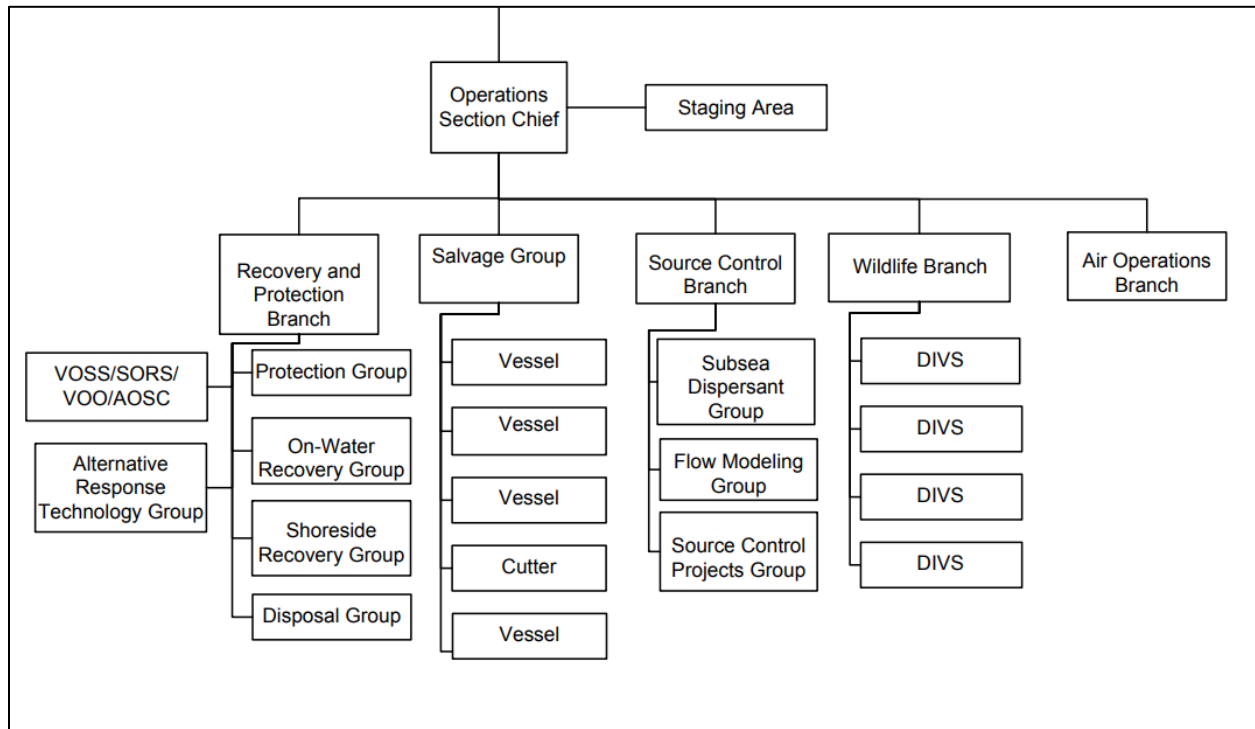 Operations
Section Chief
Staging Area
Recovery and
Protection
Branch
Salvage Group
Source Control
Branch
Wildlife Branch
Air Operations
Branch
VOSS/SORS/
VOO/AOSC
Alternative
Response
Technology Group
Protection Group
On-Water
Recovery Group
Shoreside
Recovery Group
Disposal Group
Vessel
Vessel
Vessel
Cutter
Vessel
Subsea
Dispersant
Group
Flow Modeling
Group
Source Control
Projects Group
DIVS
DIVS
DIVS
DIVS